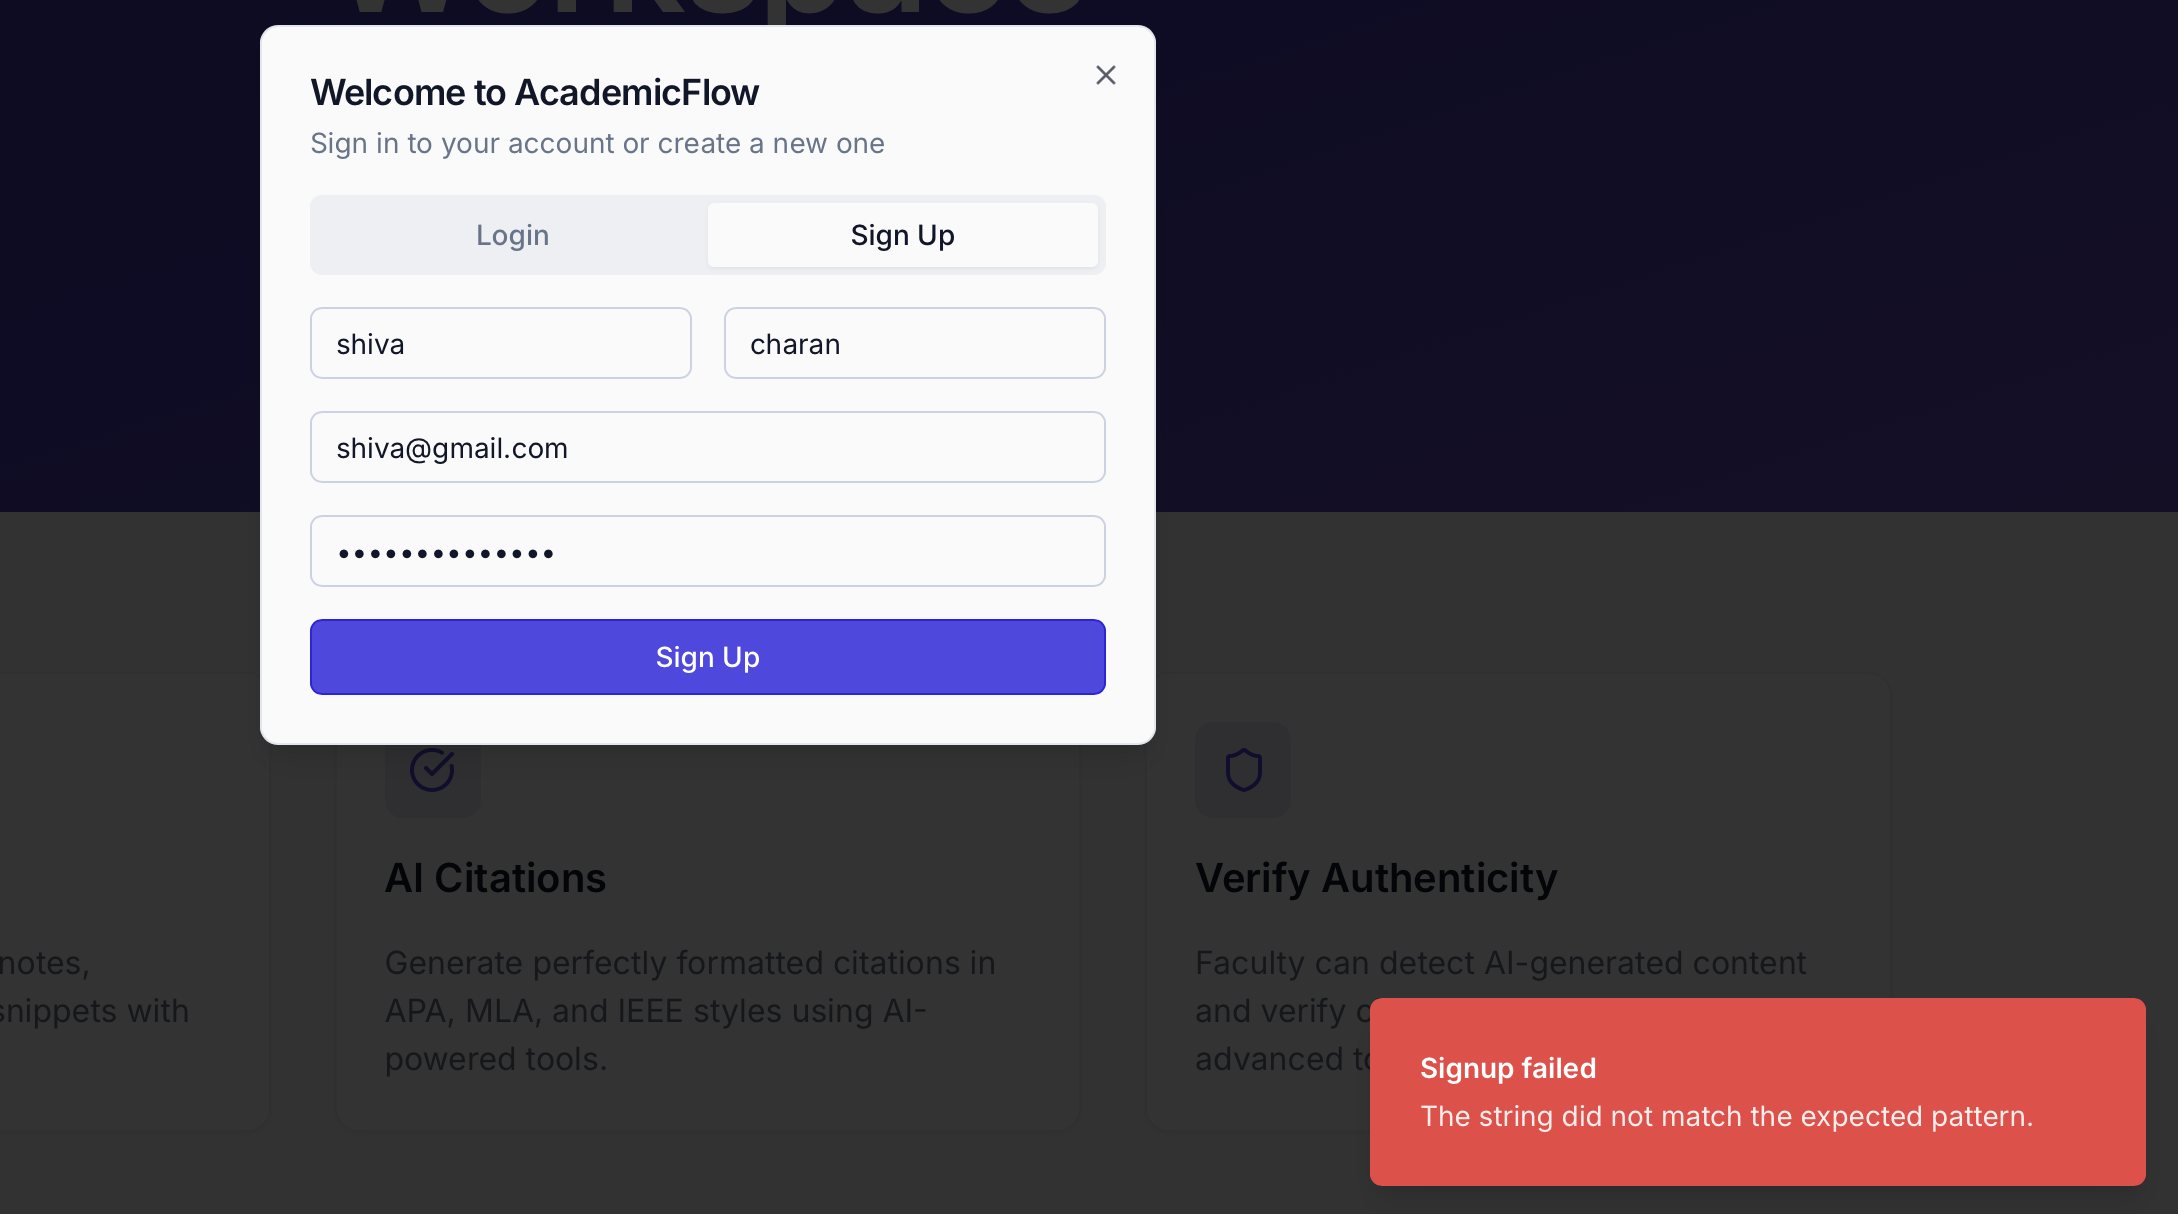 Workspace
Welcome to AcademicFlow
Sign in to your account or create a new one
Login
Sign Up
shiva
charan
shiva@gmail.com
••••••••••••••
Sign Up
notes,
snippets with
AI Citations
Generate perfectly formatted citations in
APA, MLA, and IEEE styles using AI-
powered tools.
Verify Authenticity
Faculty can detect AI-generated content
and verify
advanced
Signup failed
The string did not match the expected pattern.